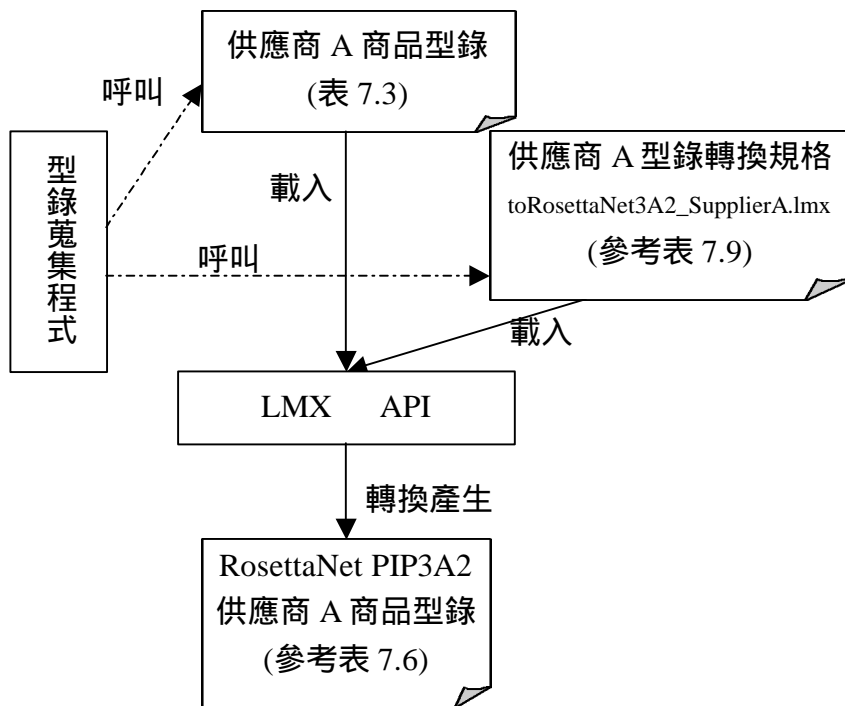 供應商 A 商品型錄
(表 7.3)
呼叫
型錄蒐集程式
載入
供應商 A 型錄轉換規格
toRosettaNet3A2_SupplierA.lmx
(參考表 7.9)
呼叫
載入
LMX API
轉換產生
RosettaNet PIP3A2
供應商 A 商品型錄
(參考表 7.6)